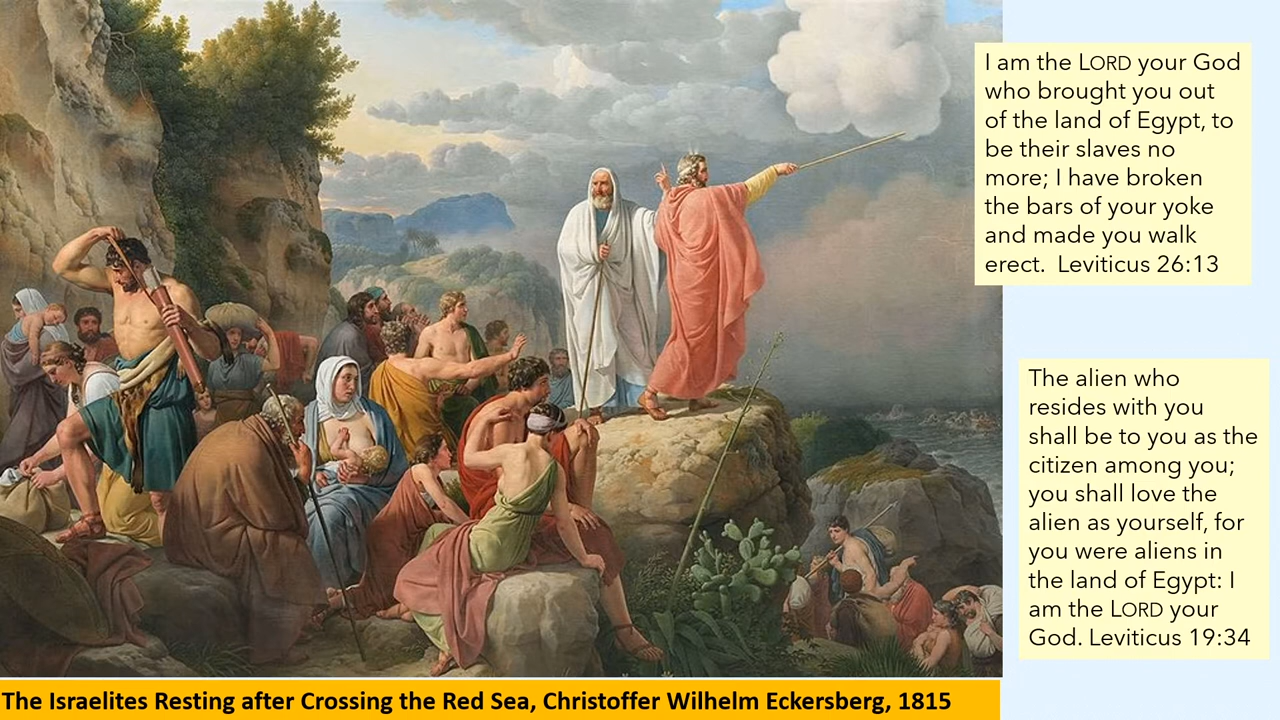 I am the LORD your God
who brought you out
of the land of Egypt, to
be their slaves no
more; I have broken
the bars of your yoke
and made you walk
erect.  Leviticus 26:13
The alien who
resides with you
shall be to you as the
citizen among you;
you shall love the
alien as yourself, for
you were aliens in
the land of Egypt: I
am the LORD your
God. Leviticus 19:34
The Israelites Resting after Crossing the Red Sea, Christoffer Wilhelm Eckersberg, 1815